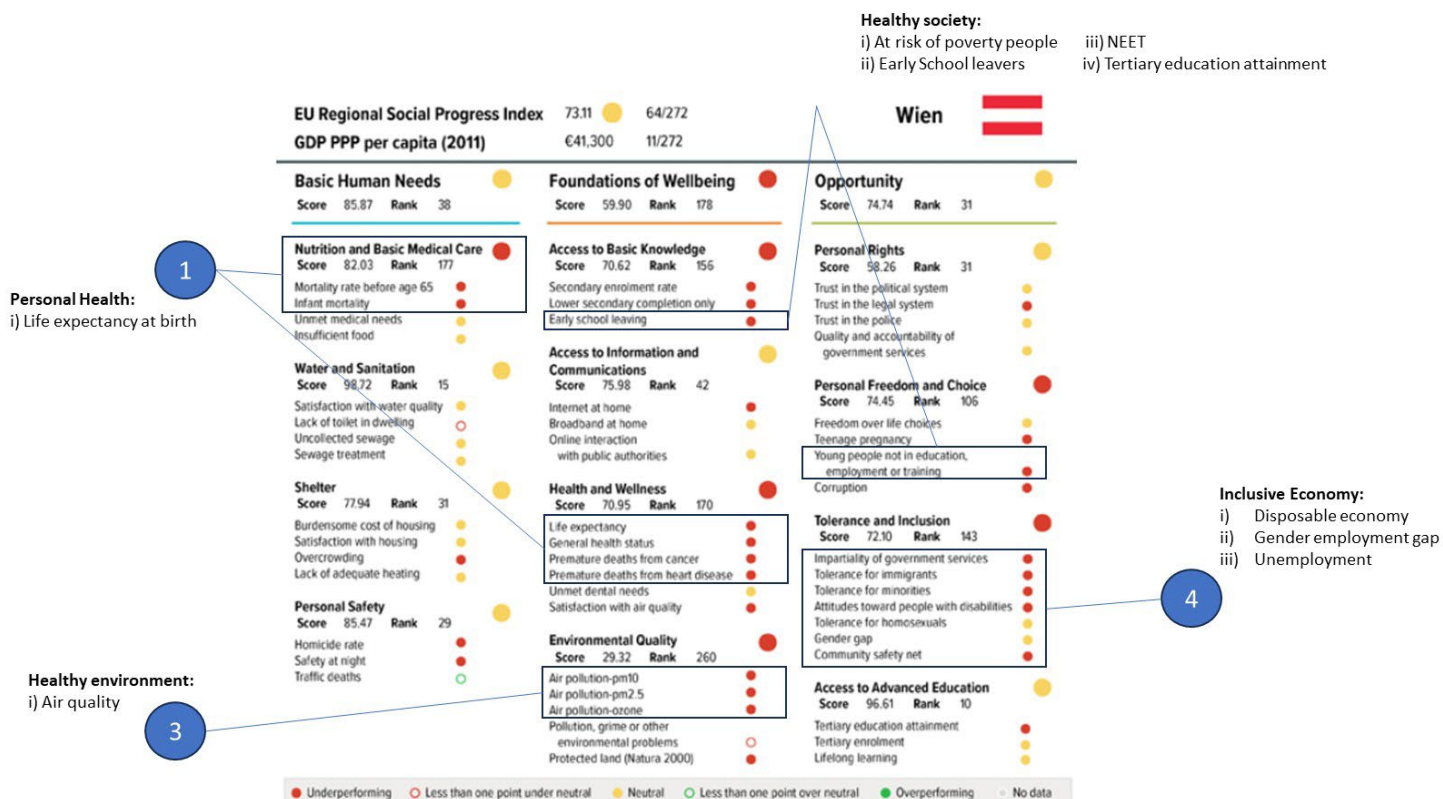 Healthy society:
i) At risk of poverty people iii) NEET
ii) Early School leavers iv) Tertiary education attainment
EU Regional Social Progress Index 73.11 64/272
GDP PPP per capita (2011) €41,300 11/272
Wien
Basic Human Needs
Score 85.87 Rank 38
Nutrition and Basic Medical Care
Score 82.03 Rank 177
Mortality rate before age 65
Infant mortality
Unmet medical needs
Insufficient food
Water and Sanitation
Score 98.72 Rank 15
Satisfaction with water quality
Lack of toilet in dwelling
Uncollected sewage
Sewage treatment
Shelter
Score 77.94 Rank 31
Burdensome cost of housing
Satisfaction with housing
Overcrowding
Lack of adequate heating
Personal Safety
Score 85.47 Rank 29
Homicide rate
Safety at night
Traffic deaths
Foundations of Wellbeing
Score 59.90 Rank 178
Access to Basic Knowledge
Score 70.62 Rank 156
Secondary enrolment rate
Lower secondary completion only
Early school leaving
Access to Information and
Communications
Score 75.98 Rank 42
Internet at home
Broadband at home
Online interaction
with public authorities
Health and Wellness
Score 70.95 Rank 170
Life expectancy
General health status
Premature deaths from cancer
Premature deaths from heart disease
Unmet dental needs
Satisfaction with air quality
Environmental Quality
Score 29.32 Rank 260
Air pollution-pm10
Air pollution-pm2.5
Air pollution-ozone
Pollution, grime or other
environmental problems
Protected land (Natura 2000)
Opportunity
Score 74.74 Rank 31
Personal Rights
Score 58.26 Rank 31
Trust in the political system
Trust in the legal system
Trust in the police
Quality and accountability of
government services
Personal Freedom and Choice
Score 74.45 Rank 106
Freedom over life choices
Teenage pregnancy
Young people not in education,
employment or training
Corruption
Tolerance and Inclusion
Score 72.10 Rank 143
Impartiality of government services
Tolerance for immigrants
Tolerance for minorities
Attitudes toward people with disabilities
Tolerance for homosexuals
Gender gap
Community safety net
Access to Advanced Education
Score 96.61 Rank 10
Tertiary education attainment
Tertiary enrolment
Lifelong learning
1
Personal Health:
i) Life expectancy at birth
Healthy environment:
i) Air quality
3
Inclusive Economy:
i) Disposable economy
ii) Gender employment gap
iii) Unemployment
4
Underperforming Less than one point under neutral Neutral Less than one point over neutral Overperforming No data